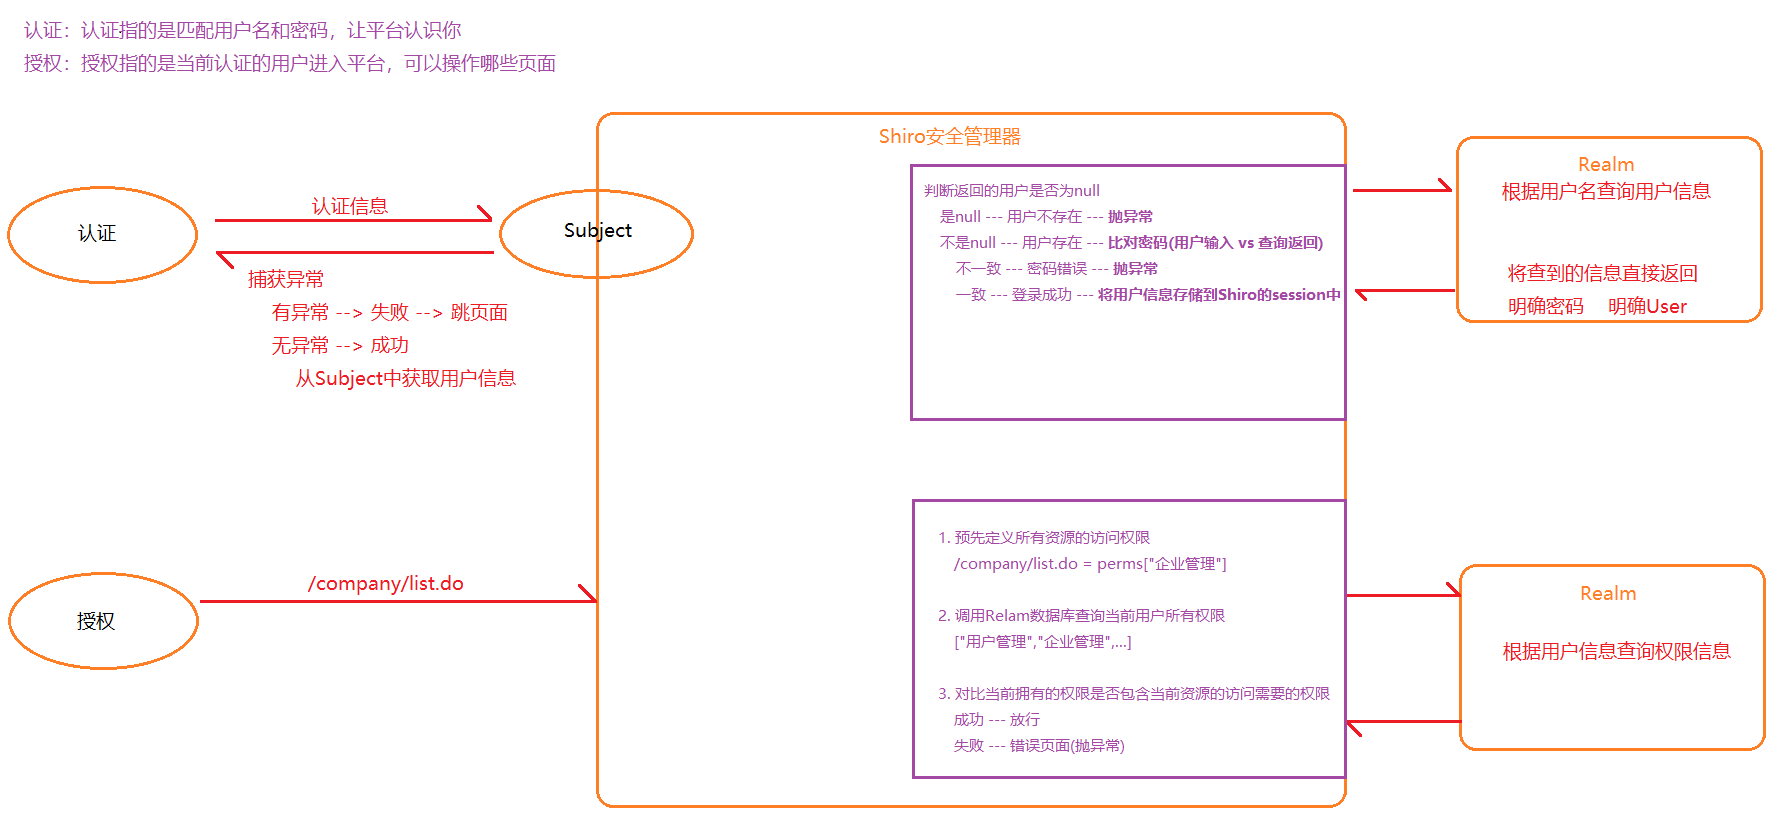 认证：认证指的是匹配用户名和密码，让平台认识你
授权：授权指的是当前认证的用户进入平台，可以操作哪些页面
Shiro安全管理器
认证
认证信息
Subject
捕获异常
有异常 --> 失败 --> 跳页面
无异常 --> 成功
从Subject中获取用户信息
判断返回的用户是否为null
是null --- 用户不存在 --- 抛异常
不是null --- 用户存在 --- 比对密码(用户输入 vs 查询返回)
不一致 --- 密码错误 --- 抛异常
一致 --- 登录成功 --- 将用户信息存储到Shiro的session中
Realm
根据用户名查询用户信息
将查到的信息直接返回
明确密码 明确User
授权
/company/list.do
1. 预先定义所有资源的访问权限
/company/list.do = perms["企业管理"]
2. 调用Relam数据库查询当前用户所有权限
["用户管理","企业管理",...]
3. 对比当前拥有的权限是否包含当前资源的访问需要的权限
成功 --- 放行
失败 --- 错误页面(抛异常)
Realm
根据用户信息查询权限信息